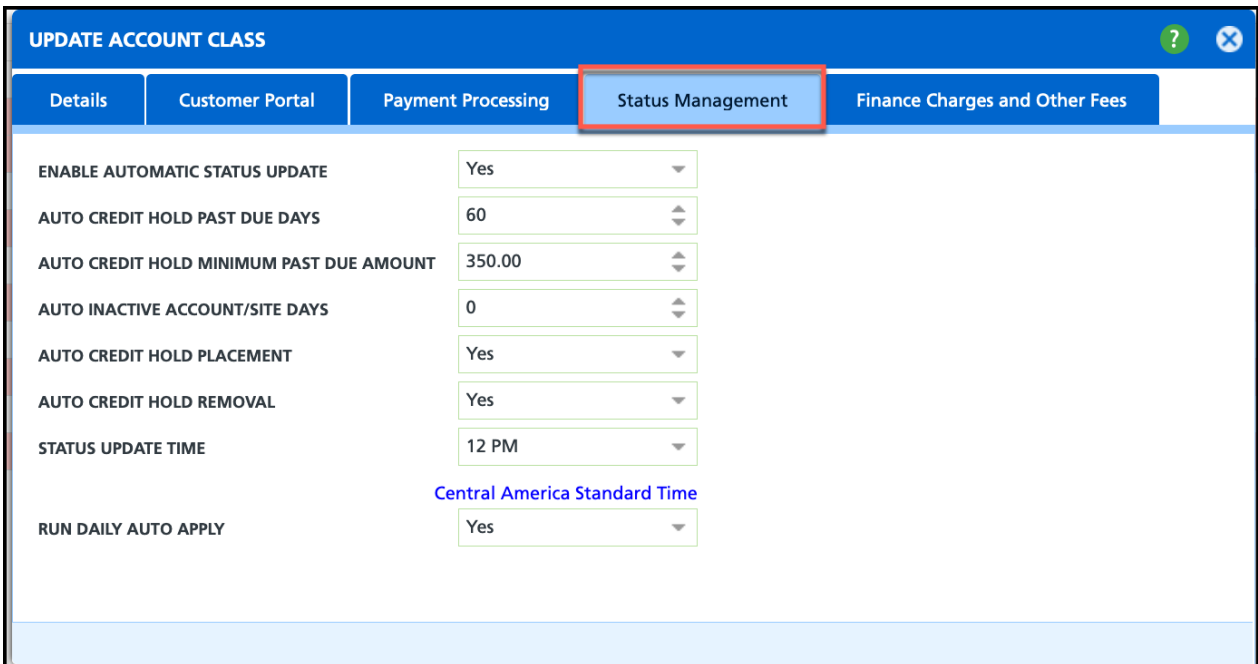 UPDATE ACCOUNT CLASS ?
Details Customer Portal Payment Processing Status Management Finance Charges and Other Fees
ENABLE AUTOMATIC STATUS UPDATE Yes
AUTO CREDIT HOLD PAST DUE DAYS 60
AUTO CREDIT HOLD MINIMUM PAST DUE AMOUNT 350.00
AUTO INACTIVE ACCOUNT/SITE DAYS 0
AUTO CREDIT HOLD PLACEMENT Yes
AUTO CREDIT HOLD REMOVAL Yes
STATUS UPDATE TIME 12 PM
Central America Standard Time
RUN DAILY AUTO APPLY Yes